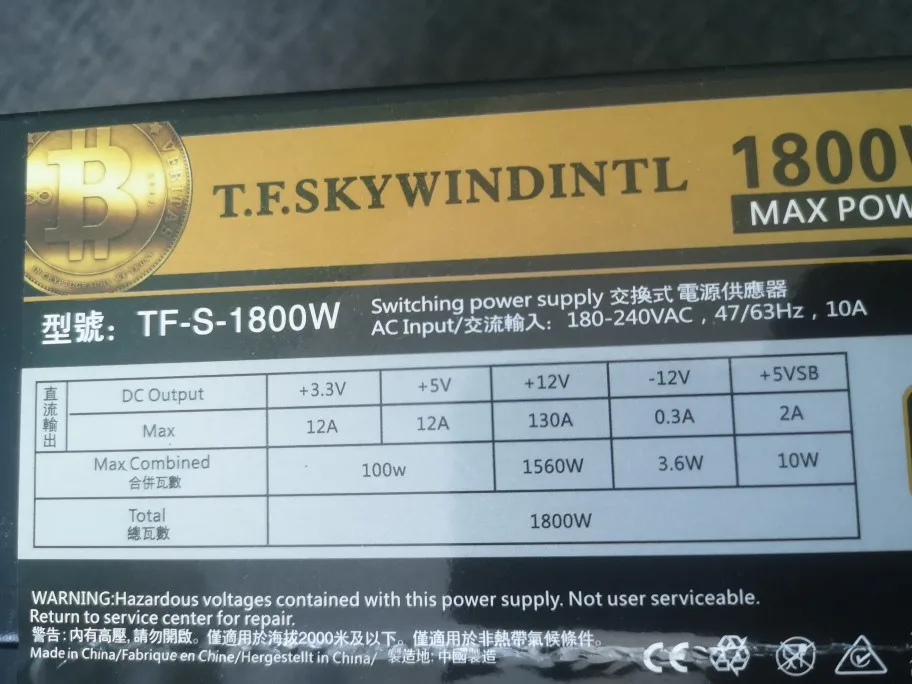 T.F.SKYWINDINTL
1800W
MAX POW
型號: TF-S-1800W
Switching power supply 交換式 電源供應器
AC Input/交流輸入: 180-240VAC , 47/63Hz , 10A
直流輸出
DC Output +3.3V +5V +12V -12V +5VSB
Max 12A 12A 130A 0.3A 2A
Max Combined 100w 1560W 3.6W 10W
合併瓦數
Total 1800W
總瓦數
WARNING:Hazardous voltages contained with this power supply. Not user serviceable.
Return to service center for repair.
警告 : 內有高壓, 請勿開啟。僅適用於海拔2000米及以下。僅適用於非熱帶氣候條件。
Made in China/Fabrique en Chine/Hergestellt in China/ 製造地: 中國製造
CE